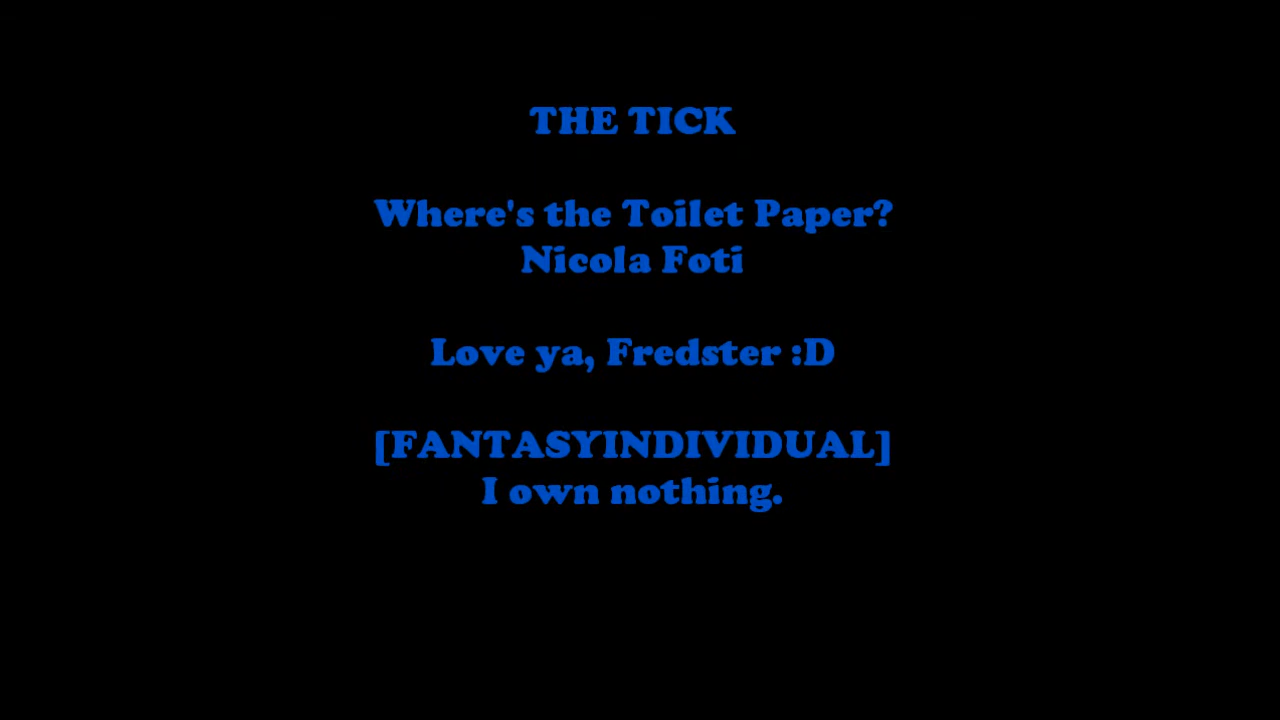 THE TICK
Where's the Toilet Paper?
Nicola Foti
Love ya, Fredster :D
[FANTASYINDIVIDUAL]
I own nothing.